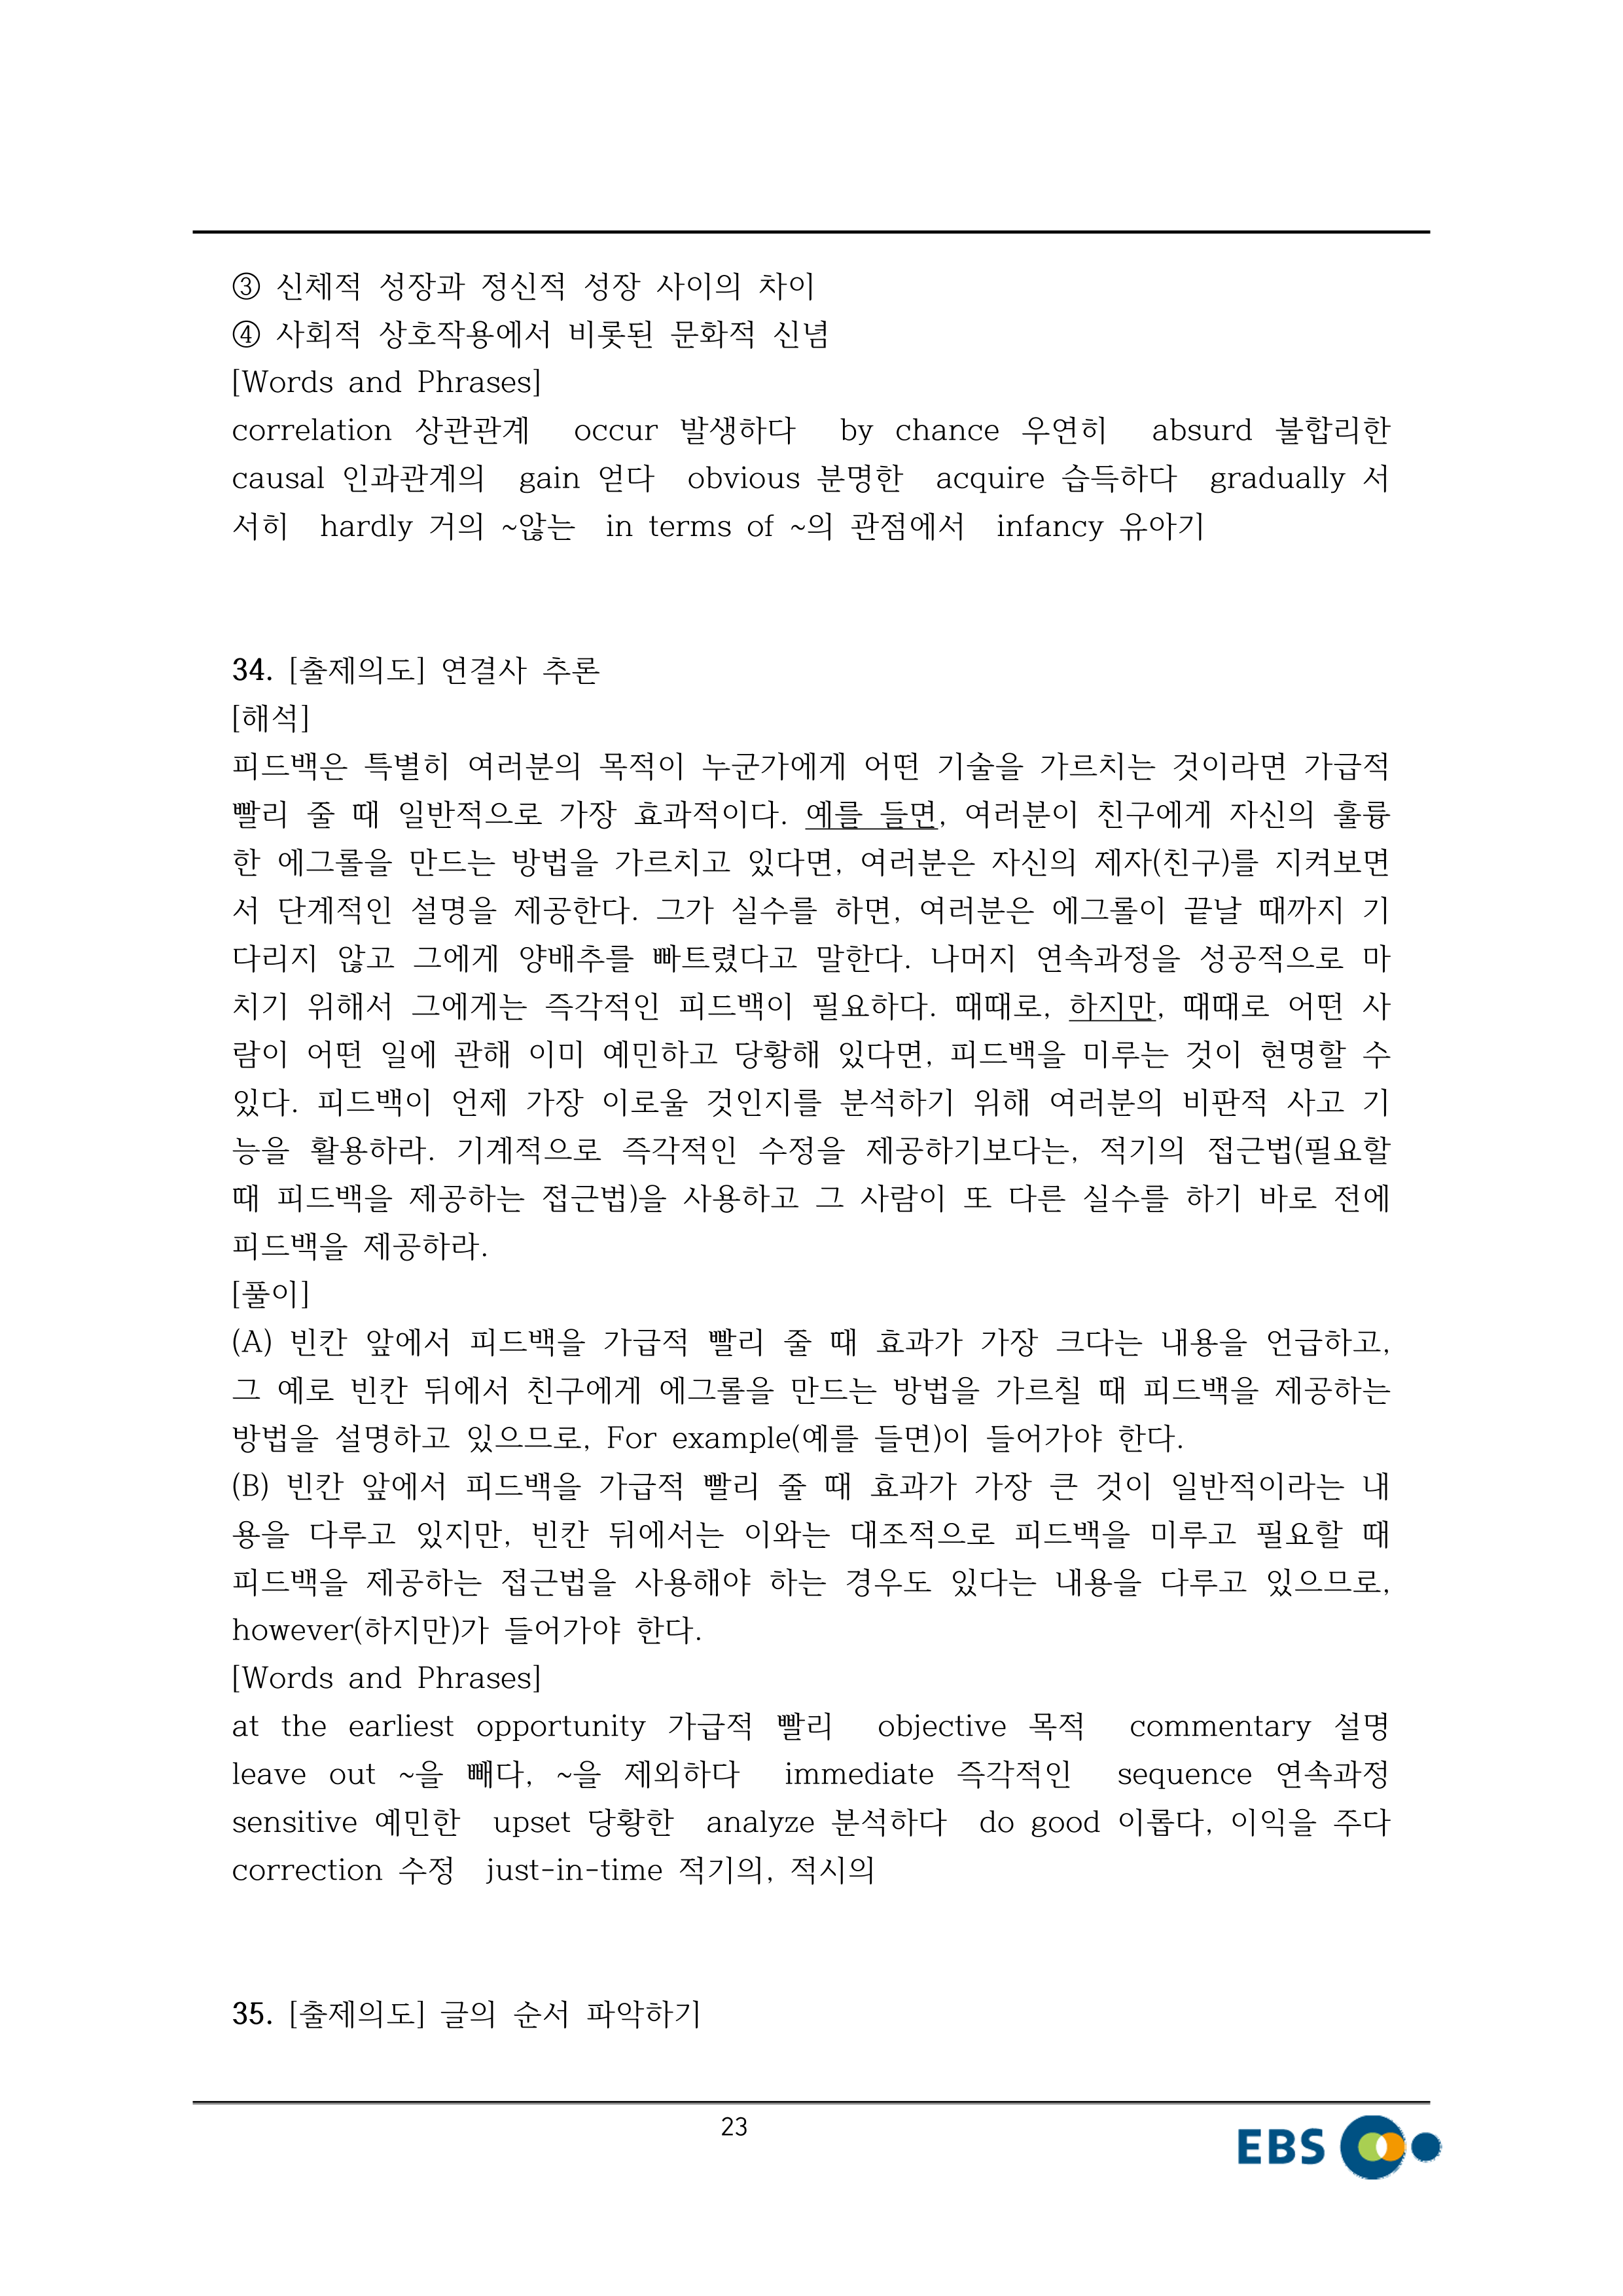 ③ 신체적 성장과 정신적 성장 사이의 차이
④ 사회적 상호작용에서 비롯된 문화적 신념
[Words and Phrases]
correlation 상관관계 occur 발생하다 by chance 우연히 absurd 불합리한
causal 인과관계의 gain 얻다 obvious 분명한 acquire 습득하다 gradually 서
서히 hardly 거의 ~않는 in terms of ~의 관점에서 infancy 유아기
34. [출제의도] 연결사 추론
[해석]
피드백은 특별히 여러분의 목적이 누군가에게 어떤 기술을 가르치는 것이라면 가급적
빨리 줄 때 일반적으로 가장 효과적이다. 예를 들면, 여러분이 친구에게 자신의 훌륭
한 에그롤을 만드는 방법을 가르치고 있다면, 여러분은 자신의 제자(친구)를 지켜보면
서 단계적인 설명을 제공한다. 그가 실수를 하면, 여러분은 에그롤이 끝날 때까지 기
다리지 않고 그에게 양배추를 빠트렸다고 말한다. 나머지 연속과정을 성공적으로 마
치기 위해서 그에게는 즉각적인 피드백이 필요하다. 때때로, 하지만, 때때로 어떤 사
람이 어떤 일에 관해 이미 예민하고 당황해 있다면, 피드백을 미루는 것이 현명할 수
있다. 피드백이 언제 가장 이로울 것인지를 분석하기 위해 여러분의 비판적 사고 기
능을 활용하라. 기계적으로 즉각적인 수정을 제공하기보다는, 적기의 접근법(필요할
때 피드백을 제공하는 접근법)을 사용하고 그 사람이 또 다른 실수를 하기 바로 전에
피드백을 제공하라.
[풀이]
(A) 빈칸 앞에서 피드백을 가급적 빨리 줄 때 효과가 가장 크다는 내용을 언급하고,
그 예로 빈칸 뒤에서 친구에게 에그롤을 만드는 방법을 가르칠 때 피드백을 제공하는
방법을 설명하고 있으므로, For example(예를 들면)이 들어가야 한다.
(B) 빈칸 앞에서 피드백을 가급적 빨리 줄 때 효과가 가장 큰 것이 일반적이라는 내
용을 다루고 있지만, 빈칸 뒤에서는 이와는 대조적으로 피드백을 미루고 필요할 때
피드백을 제공하는 접근법을 사용해야 하는 경우도 있다는 내용을 다루고 있으므로,
however(하지만)가 들어가야 한다.
[Words and Phrases]
at the earliest opportunity 가급적 빨리 objective 목적 commentary 설명
leave out ~을 빼다, ~을 제외하다 immediate 즉각적인 sequence 연속과정
sensitive 예민한 upset 당황한 analyze 분석하다 do good 이롭다, 이익을 주다
correction 수정 just-in-time 적기의, 적시의
35. [출제의도] 글의 순서 파악하기
23
EBS